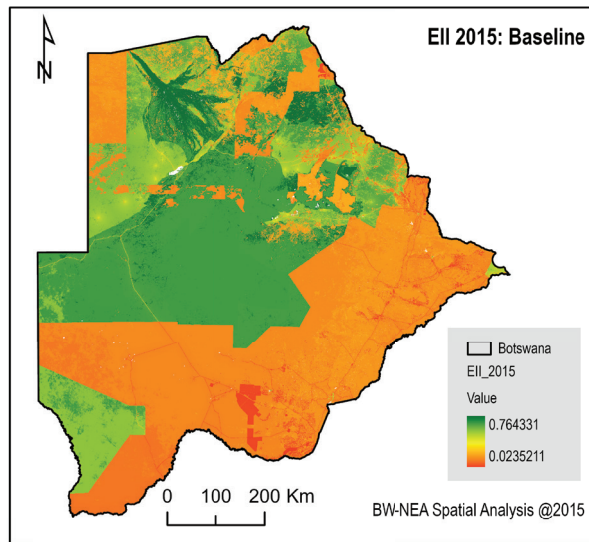 EII 2015: Baseline
N
Botswana
EII_2015
Value
0.764331
0.0235211
0 100 200 Km
BW-NEA Spatial Analysis @2015